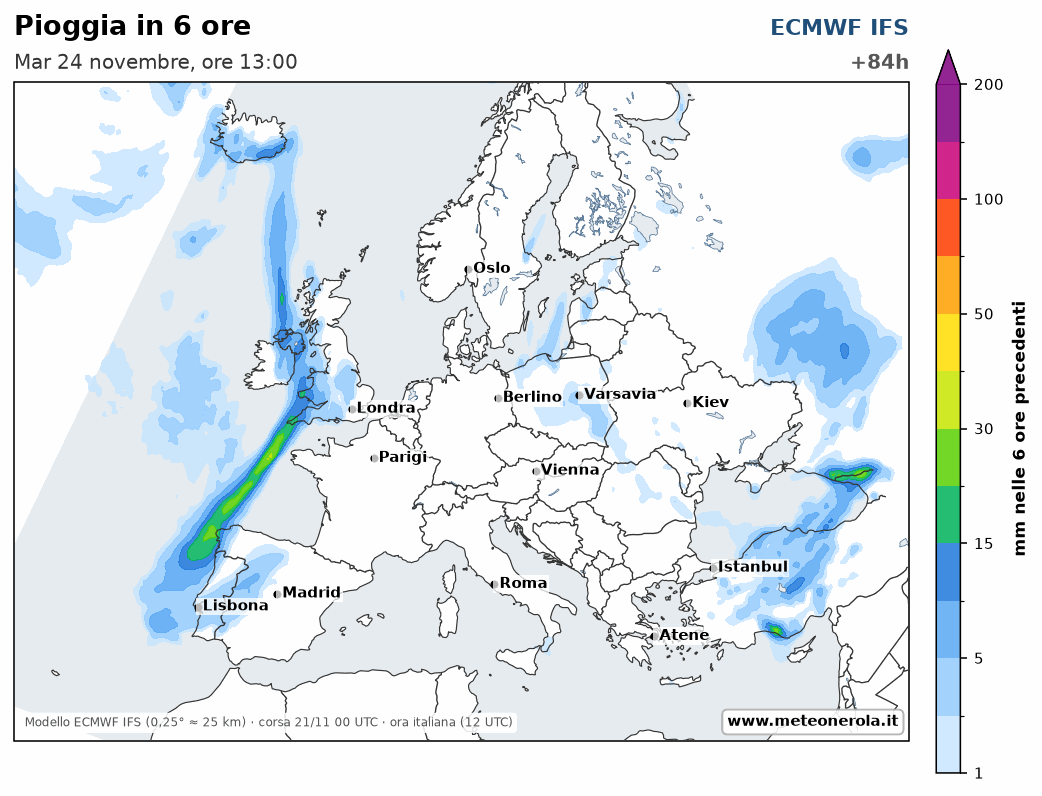 Pioggia in 6 ore
ECMWF IFS
Mar 24 novembre, ore 13:00
+84h
200
100
50
30
15
5
1
mm nelle 6 ore precedenti
Oslo
Berlino
Varsavia
Kiev
Londra
Parigi
Vienna
Istanbul
Roma
Madrid
Lisbona
Atene
Modello ECMWF IFS (0,25° ≈ 25 km) · corsa 21/11 00 UTC · ora italiana (12 UTC)
www.meteonerola.it